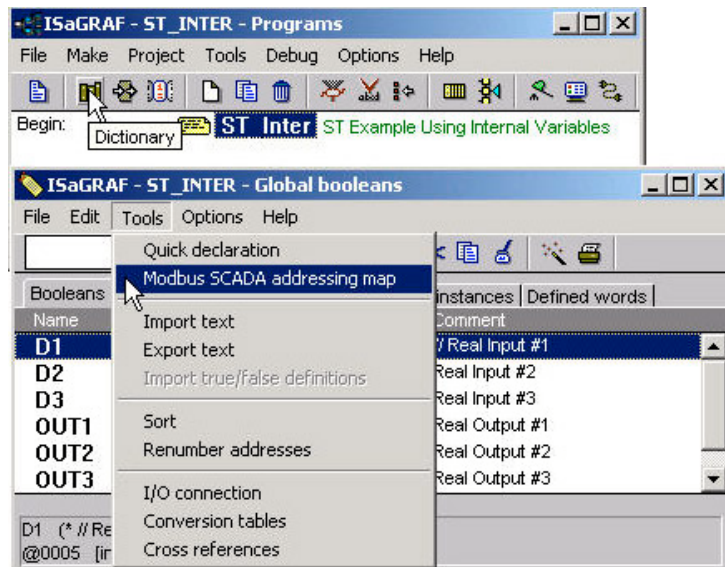 ISaGRAF - ST_INTER - Programs
File Make Project Tools Debug Options Help
Begin: ST Inter ST Example Using Internal Variables
Dictionary
ISaGRAF - ST_INTER - Global booleans
File Edit Tools Options Help
Quick declaration
Modbus SCADA addressing map
Import text
Export text
Import true/false definitions
Sort
Renumber addresses
I/O connection
Conversion tables
Cross references
Booleans instances Defined words
Name Comment
D1 // Real Input #1
D2 Real Input #2
D3 Real Input #3
OUT1 Real Output #1
OUT2 Real Output #2
OUT3 Real Output #3
D1 (* // Re
@0005 [in